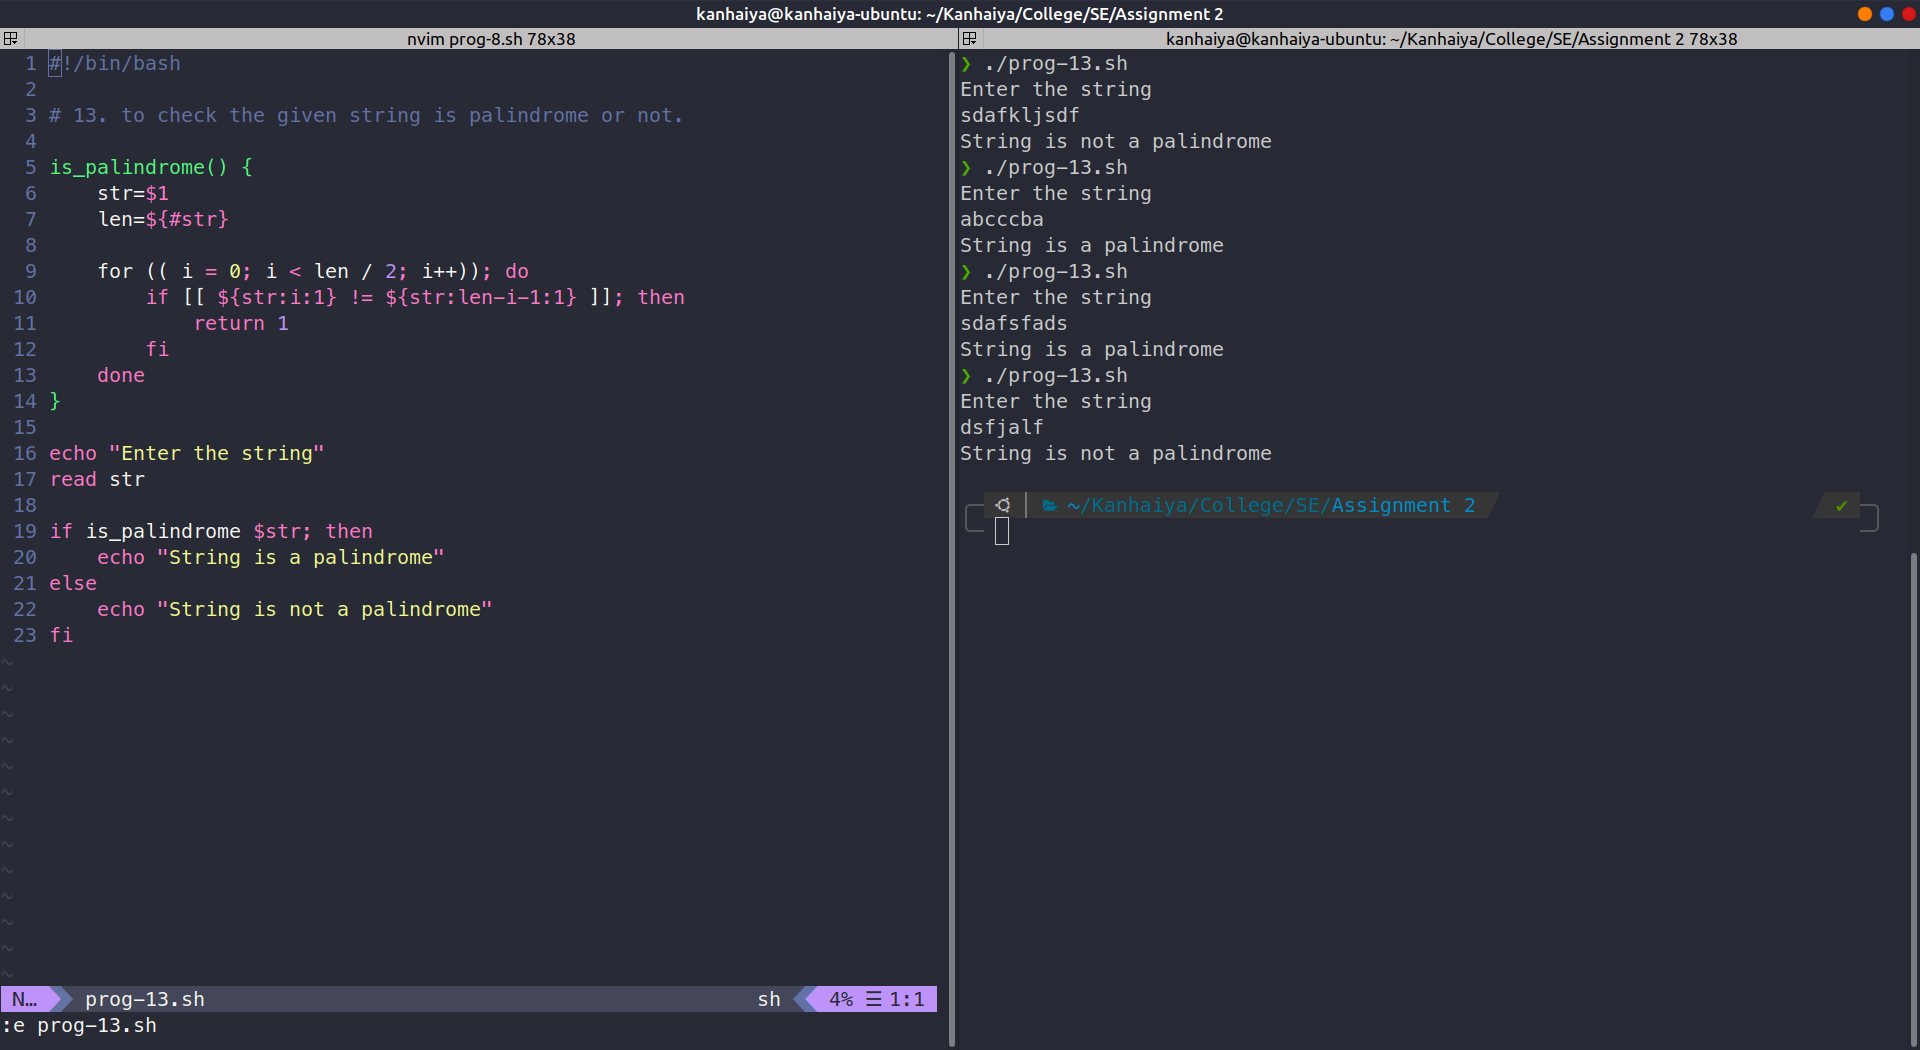 kanhaiya@kanhaiya-ubuntu: ~/Kanhaiya/College/SE/Assignment 2
nvim prog-8.sh 78x38
1 #!/bin/bash
2
3 # 13. to check the given string is palindrome or not.
4
5 is_palindrome() {
6     str=$1
7     len=${#str}
8
9     for (( i = 0; i < len / 2; i++)); do
10         if [[ ${str:i:1} != ${str:len-i-1:1} ]]; then
11             return 1
12         fi
13     done
14 }
15
16 echo "Enter the string"
17 read str
18
19 if is_palindrome $str; then
20     echo "String is a palindrome"
21 else
22     echo "String is not a palindrome"
23 fi
~
~
~
~
~
~
~
~
~
~
~
~
~
N… prog-13.sh sh 4% ☰ 1:1
:e prog-13.sh
kanhaiya@kanhaiya-ubuntu: ~/Kanhaiya/College/SE/Assignment 2 78x38
❯ ./prog-13.sh
Enter the string
sdafkljsdf
String is not a palindrome
❯ ./prog-13.sh
Enter the string
abcccba
String is a palindrome
❯ ./prog-13.sh
Enter the string
sdafsfads
String is a palindrome
❯ ./prog-13.sh
Enter the string
dsfjalf
String is not a palindrome
~/Kanhaiya/College/SE/Assignment 2 ✔